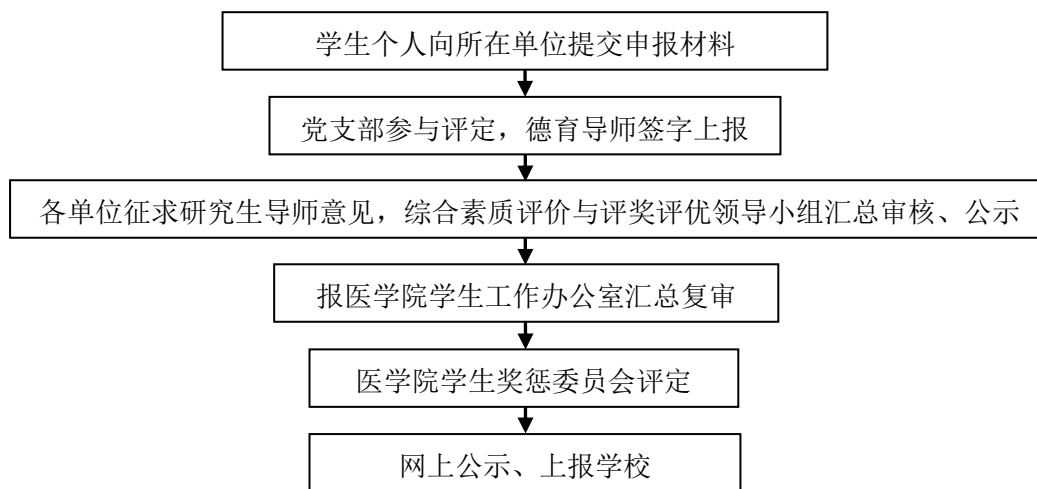 学生个人向所在单位提交申报材料
党支部参与评定，德育导师签字上报
各单位征求研究生导师意见，综合素质评价与评奖评优领导小组汇总审核、公示
报医学院学生工作办公室汇总复审
医学院学生奖惩委员会评定
网上公示、上报学校